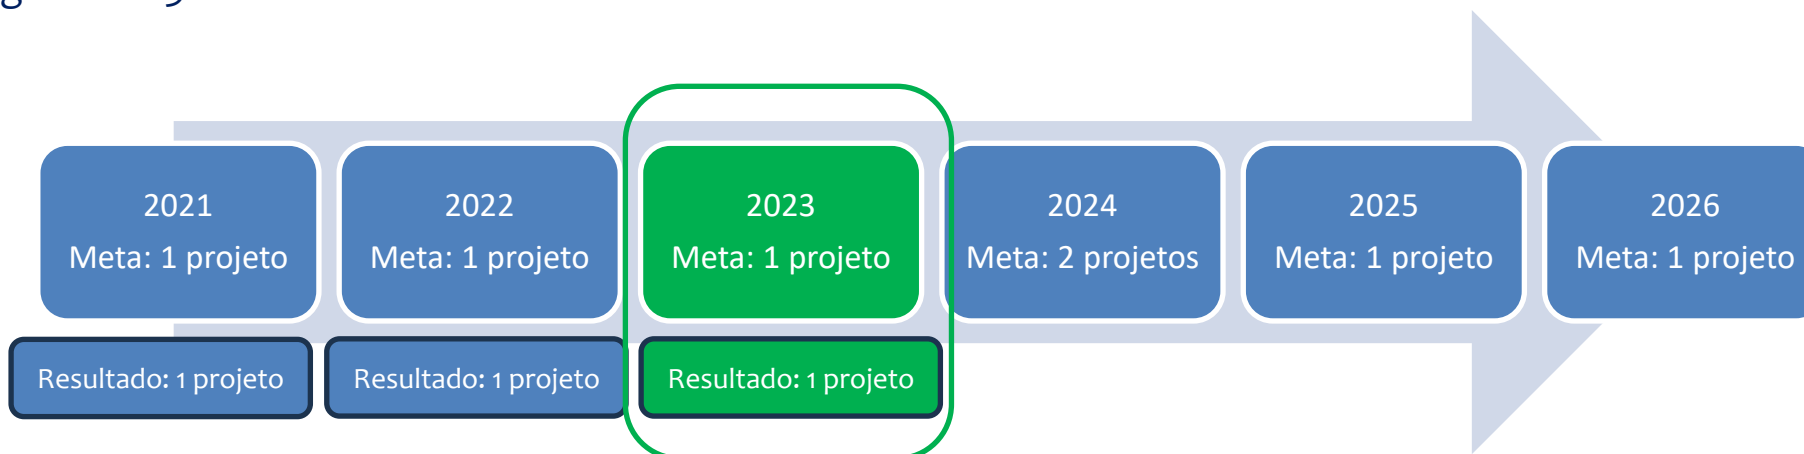 2021
Meta: 1 projeto
2022
Meta: 1 projeto
2023
Meta: 1 projeto
2024
Meta: 2 projetos
2025
Meta: 1 projeto
2026
Meta: 1 projeto
Resultado: 1 projeto
Resultado: 1 projeto
Resultado: 1 projeto